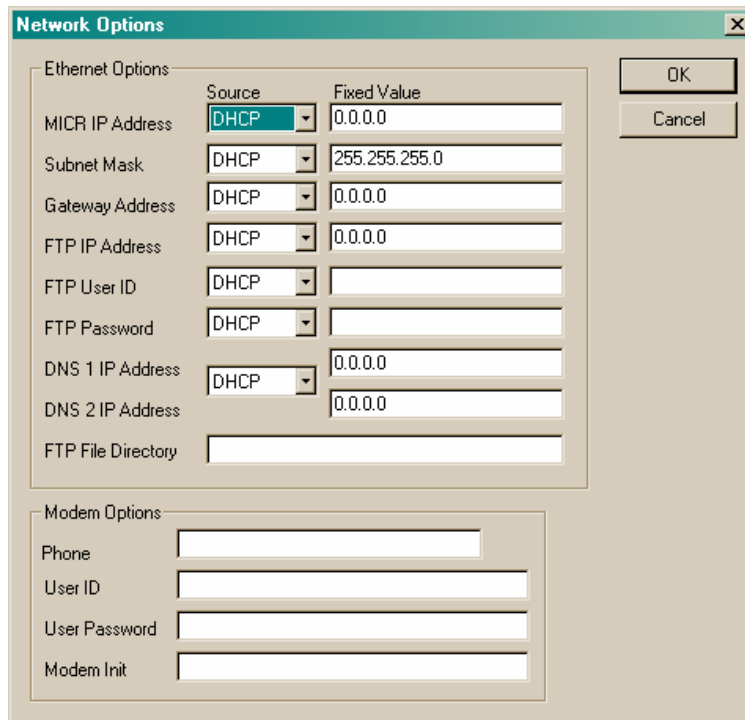 Network Options
Ethernet Options
OK
Source Fixed Value
MICR IP Address DHCP 0.0.0.0
Cancel
Subnet Mask DHCP 255.255.255.0
Gateway Address DHCP 0.0.0.0
FTP IP Address DHCP 0.0.0.0
FTP User ID DHCP
FTP Password DHCP
DNS 1 IP Address 0.0.0.0
DHCP
DNS 2 IP Address 0.0.0.0
FTP File Directory
Modem Options
Phone
User ID
User Password
Modem Init